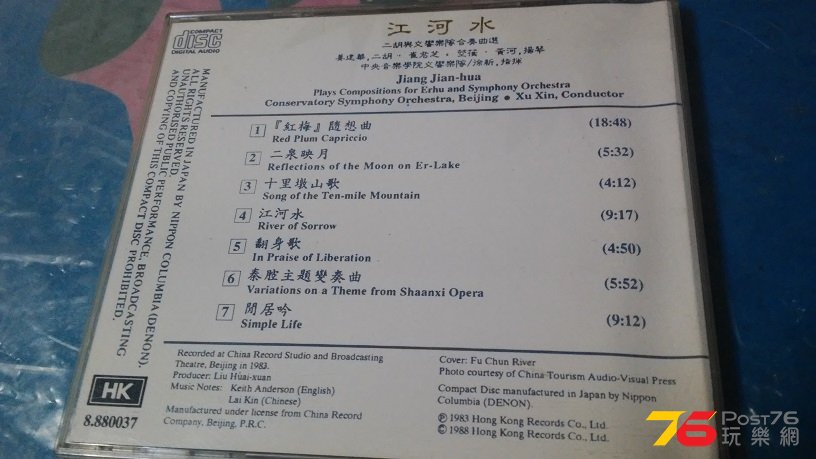 COMPACT
disc
DIGITAL AUDIO
江河水
二胡與交響樂隊合奏曲選
姜建華,二胡·崔君芝·黃河,揚琴
中央音樂學院交響樂隊/徐新,指揮
Jiang Jian-hua
Plays Compositions for Erhu and Symphony Orchestra
Conservatory Symphony Orchestra, Beijing • Xu Xin, Conductor
1 『紅梅』隨想曲 (18:48)
Red Plum Capriccio
2 二泉映月 (5:32)
Reflections of the Moon on Er-Lake
3 十里墩山歌 (4:12)
Song of the Ten-mile Mountain
4 江河水 (9:17)
River of Sorrow
5 翻身歌 (4:50)
In Praise of Liberation
6 秦腔主題變奏曲 (5:52)
Variations on a Theme from Shaanxi Opera
7 閒居吟 (9:12)
Simple Life
MANUFACTURED IN JAPAN BY NIPPON COLUMBIA (DENON).
ALL RIGHTS RESERVED.
UNAUTHORISED PUBLIC PERFORMANCE, BROADCASTING
AND COPYING OF THIS COMPACT DISC PROHIBITED.
Recorded at China Record Studio and Broadcasting
Theatre, Beijing in 1983.
Producer: Liu Huai-xuan
Music Notes: Keith Anderson (English)
Lai Kin (Chinese)
Manufactured under license from China Record
Company, Beijing, P.R.C.
Cover: Fu Chun River
Photo courtesy of China Tourism Audio-Visual Press
Compact Disc manufactured in Japan by Nippon
Columbia (DENON).
Ⓟ 1983 Hong Kong Records Co., Ltd.
© 1988 Hong Kong Records Co., Ltd.
HK
8.880037
76 Post76
玩樂網